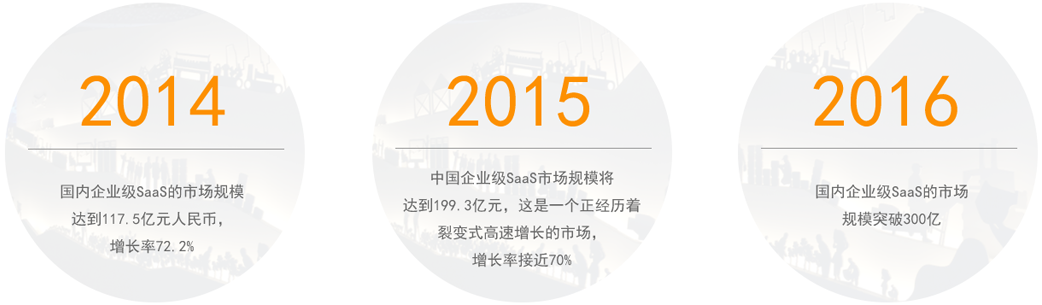 2014
国内企业级SaaS的市场规模
达到117.5亿元人民币，
增长率72.2%
2015
中国企业级SaaS市场规模将
达到199.3亿元，这是一个正经历着
裂变式高速增长的市场，
增长率接近70%
2016
国内企业级SaaS的市场
规模突破300亿